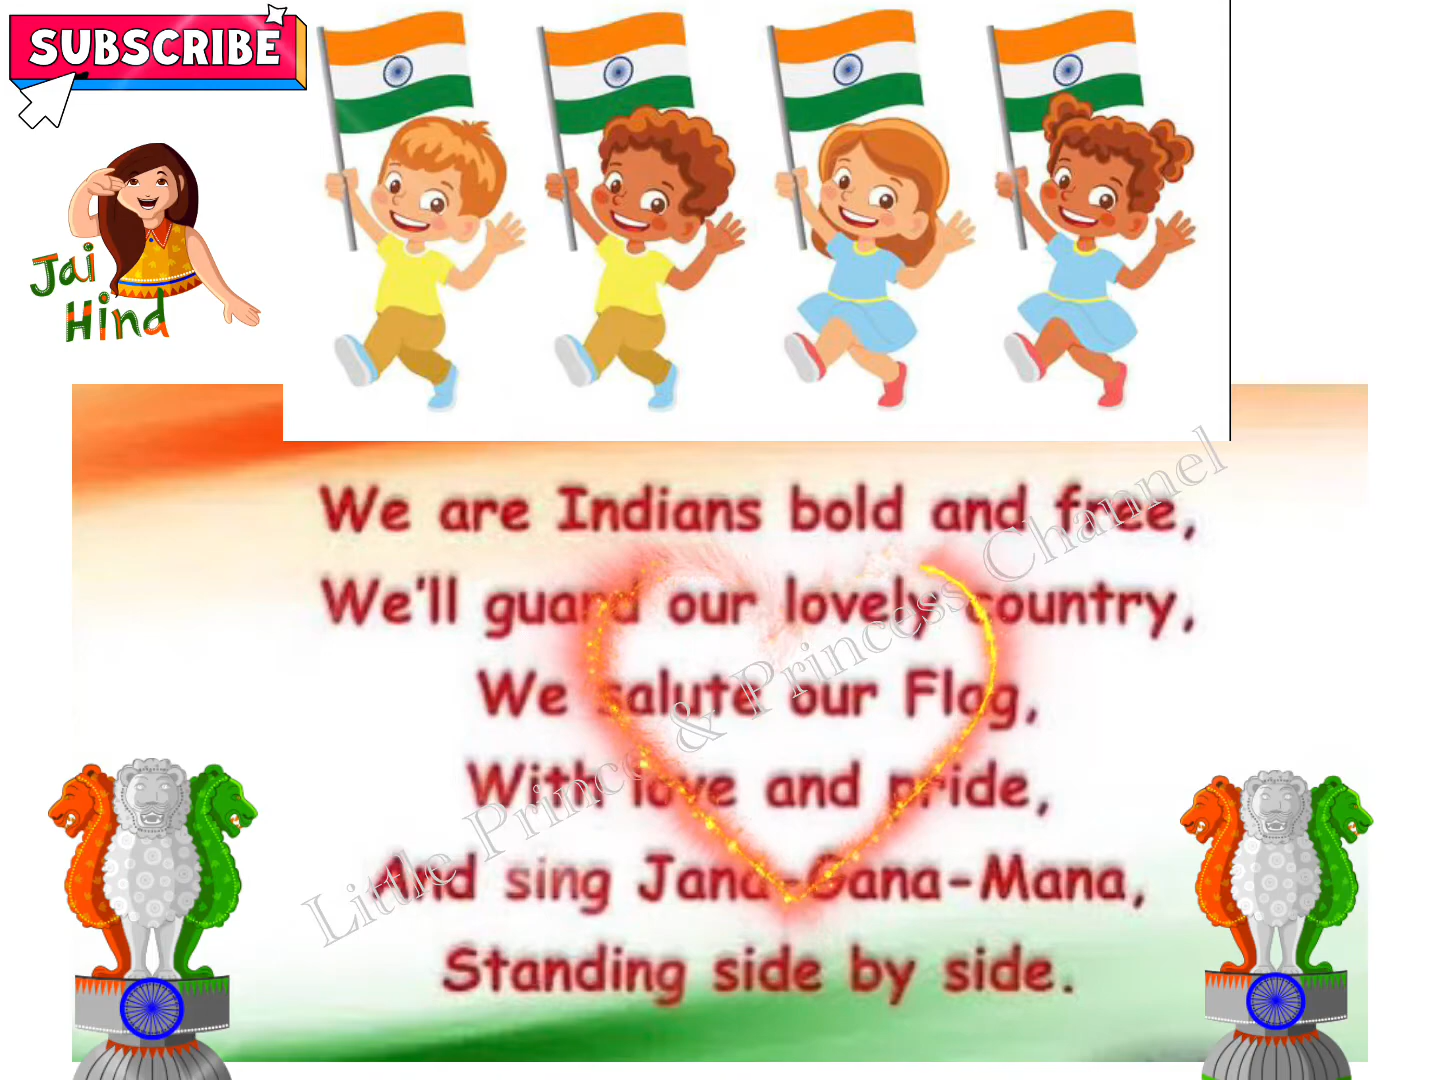 SUBSCRIBE
Jai
Hind
We are Indians bold and free,
We'll guard our lovely country,
We salute our Flag,
With love and pride,
And sing Jana-Gana-Mana,
Standing side by side.
Little Prince & Princess Channel